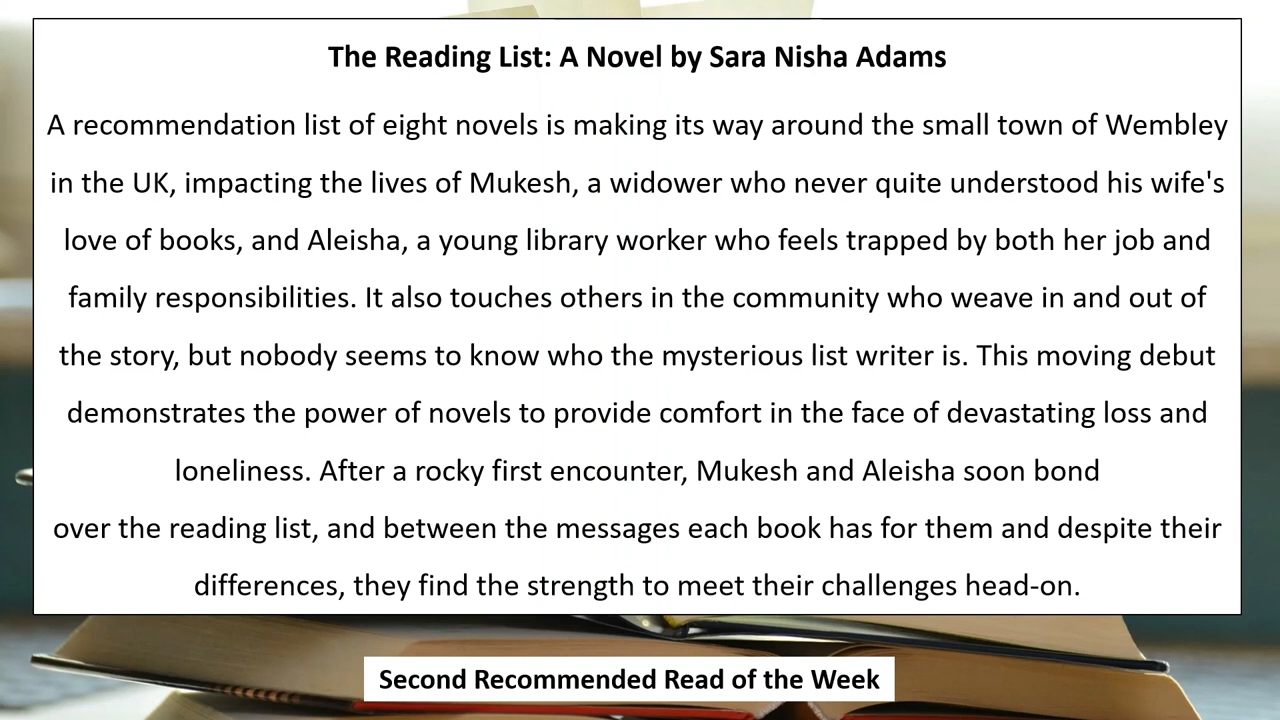 The Reading List: A Novel by Sara Nisha Adams
A recommendation list of eight novels is making its way around the small town of Wembley
in the UK, impacting the lives of Mukesh, a widower who never quite understood his wife's
love of books, and Aleisha, a young library worker who feels trapped by both her job and
family responsibilities. It also touches others in the community who weave in and out of
the story, but nobody seems to know who the mysterious list writer is. This moving debut
demonstrates the power of novels to provide comfort in the face of devastating loss and
loneliness. After a rocky first encounter, Mukesh and Aleisha soon bond
over the reading list, and between the messages each book has for them and despite their
differences, they find the strength to meet their challenges head-on.
Second Recommended Read of the Week